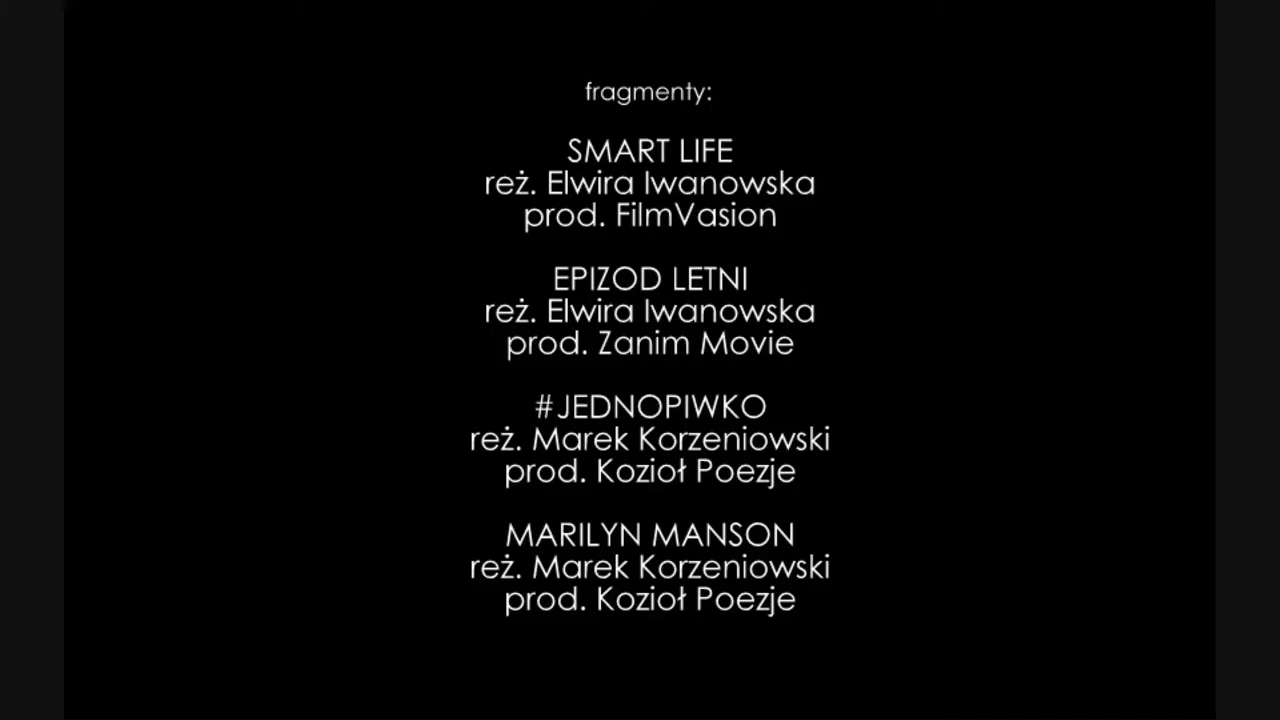 fragmenty:
SMART LIFE
reż. Elwira Iwanowska
prod. FilmVasion
EPIZOD LETNI
reż. Elwira Iwanowska
prod. Zanim Movie
#JEDNOPIWKO
reż. Marek Korzeniowski
prod. Kozioł Poezje
MARILYN MANSON
reż. Marek Korzeniowski
prod. Kozioł Poezje